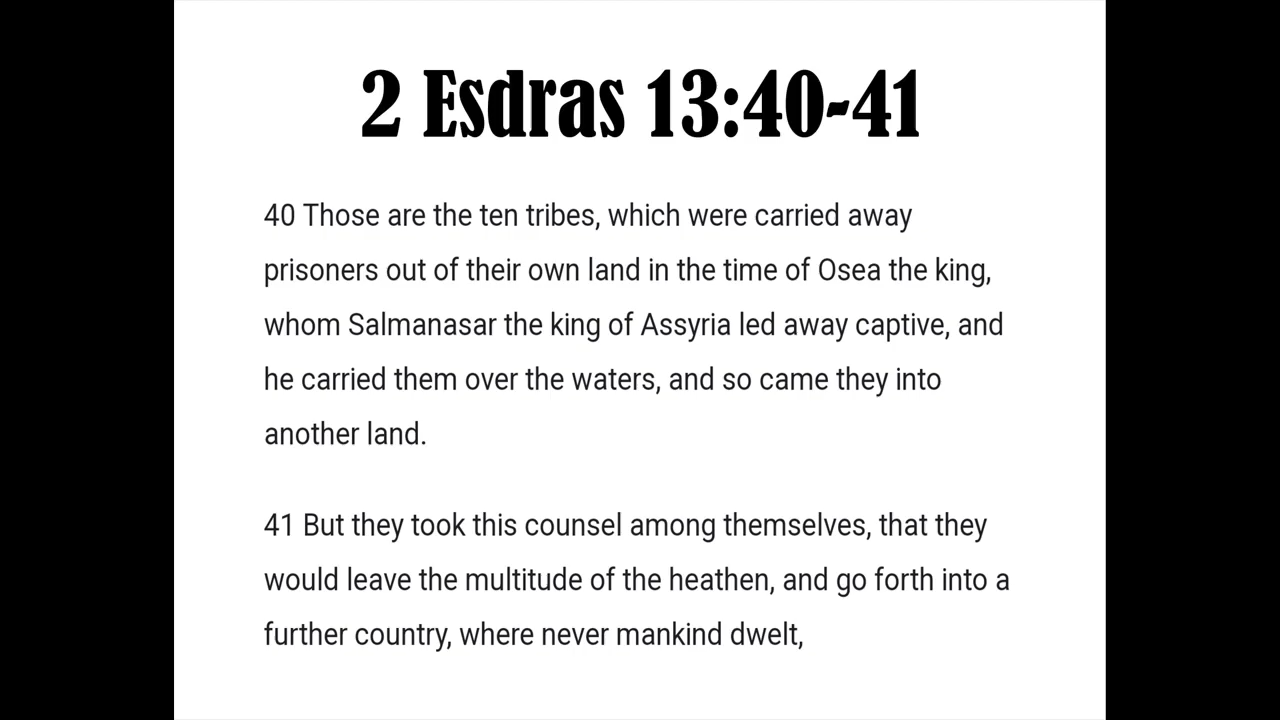 2 Esdras 13:40-41
40 Those are the ten tribes, which were carried away
prisoners out of their own land in the time of Osea the king,
whom Salmanasar the king of Assyria led away captive, and
he carried them over the waters, and so came they into
another land.
41 But they took this counsel among themselves, that they
would leave the multitude of the heathen, and go forth into a
further country, where never mankind dwelt,